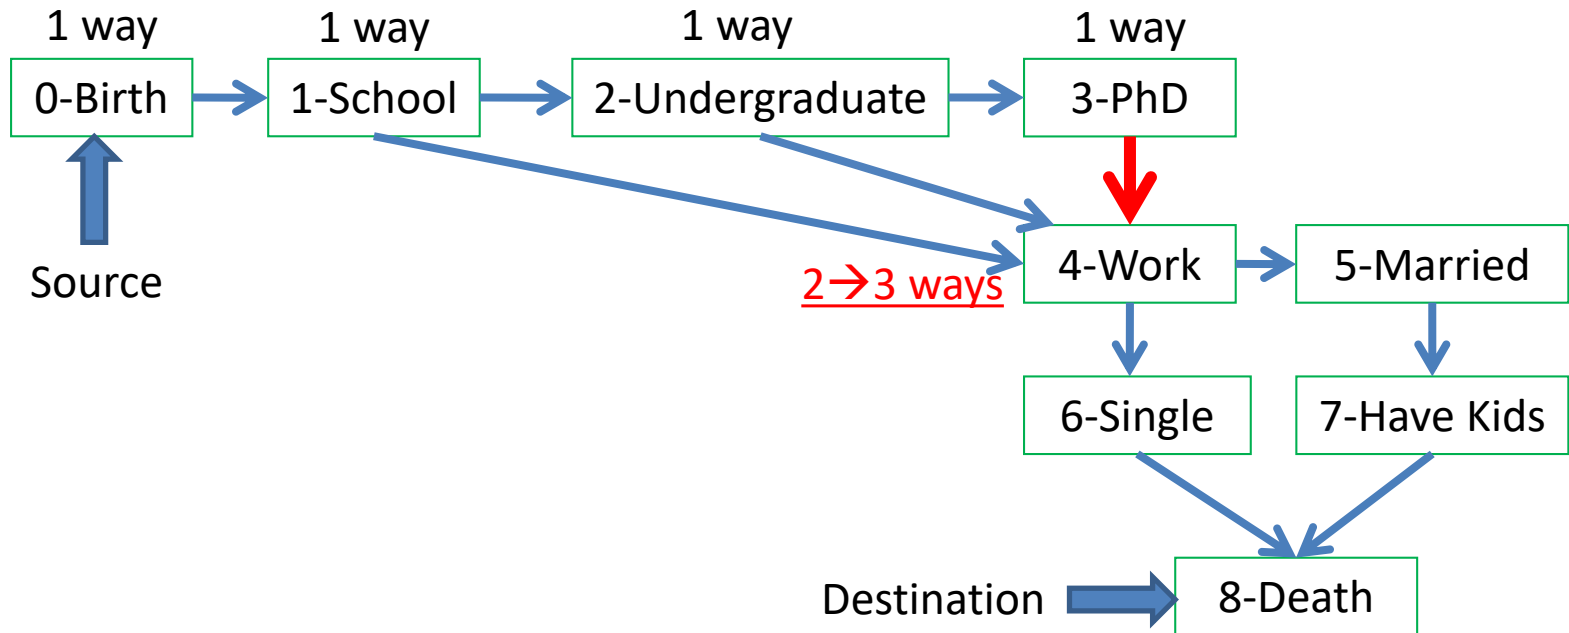 1 way
1 way
1 way
1 way
0-Birth
1-School
2-Undergraduate
3-PhD
Source
2→3 ways
4-Work
5-Married
6-Single
7-Have Kids
Destination
8-Death